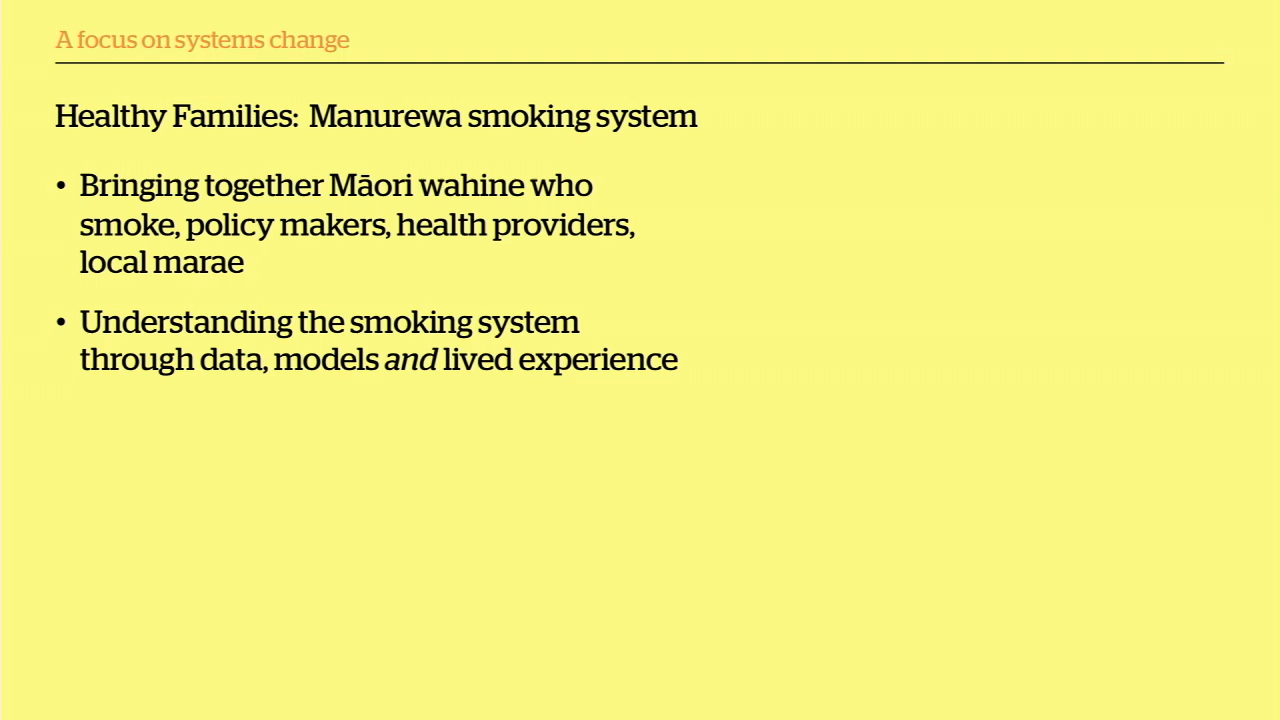 A focus on systems change
Healthy Families: Manurewa smoking system
• Bringing together Māori wahine who
smoke, policy makers, health providers,
local marae
• Understanding the smoking system
through data, models and lived experience